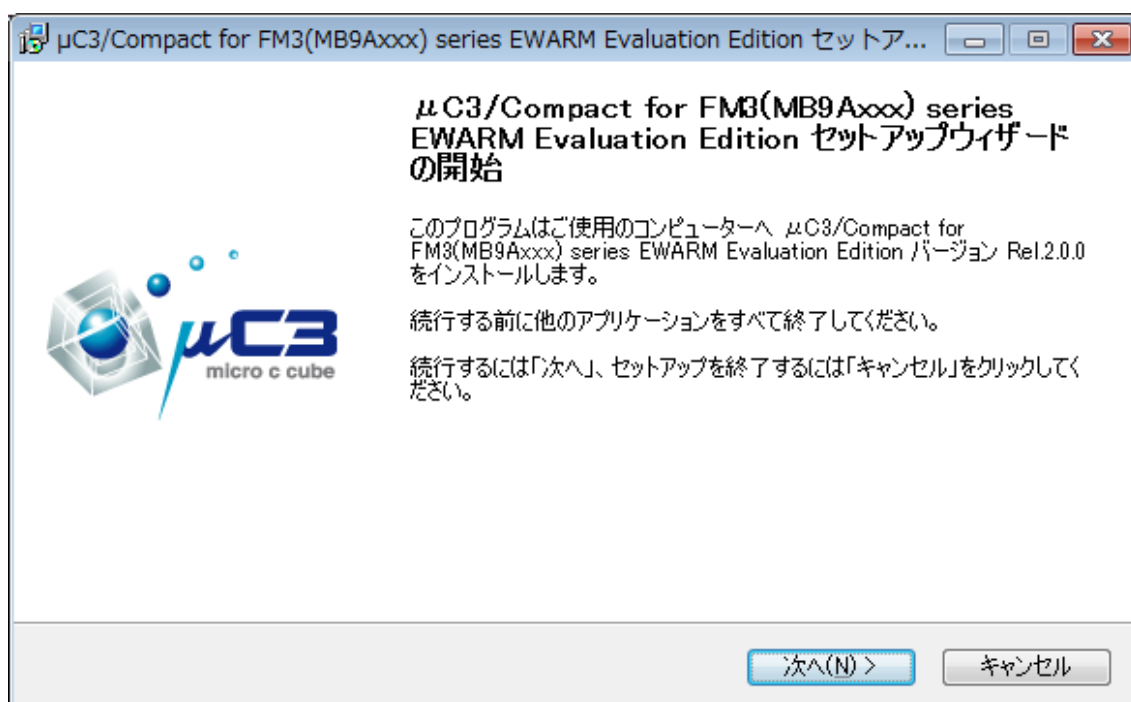 μC3/Compact for FM3(MB9Axxx) series EWARM Evaluation Edition セットア...
μC3/Compact for FM3(MB9Axxx) series
EWARM Evaluation Edition セットアップウィザード
の開始
このプログラムはご使用のコンピューターへ μC3/Compact for
FM3(MB9Axxx) series EWARM Evaluation Edition バージョン Rel.2.0.0
をインストールします。
続行する前に他のアプリケーションをすべて終了してください。
続行するには「次へ」、セットアップを終了するには「キャンセル」をクリックしてく
ださい。
μC3
micro c cube
次へ(N) >
キャンセル